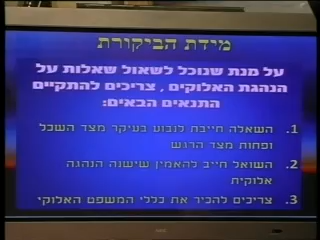 מידת הביקורת
על מנת שנוכל לשאול שאלות על
הנהגת האלוקים , צריכים להתקיים
התנאים הבאים:
1. השאלה חייבת לנבוע בעיקר מצד השכל
ופחות מצד הרגש
2. השואל חייב להאמין שישנה הנהגה
אלוקית
3. צריכים להכיר את כללי המשפט האלוקי